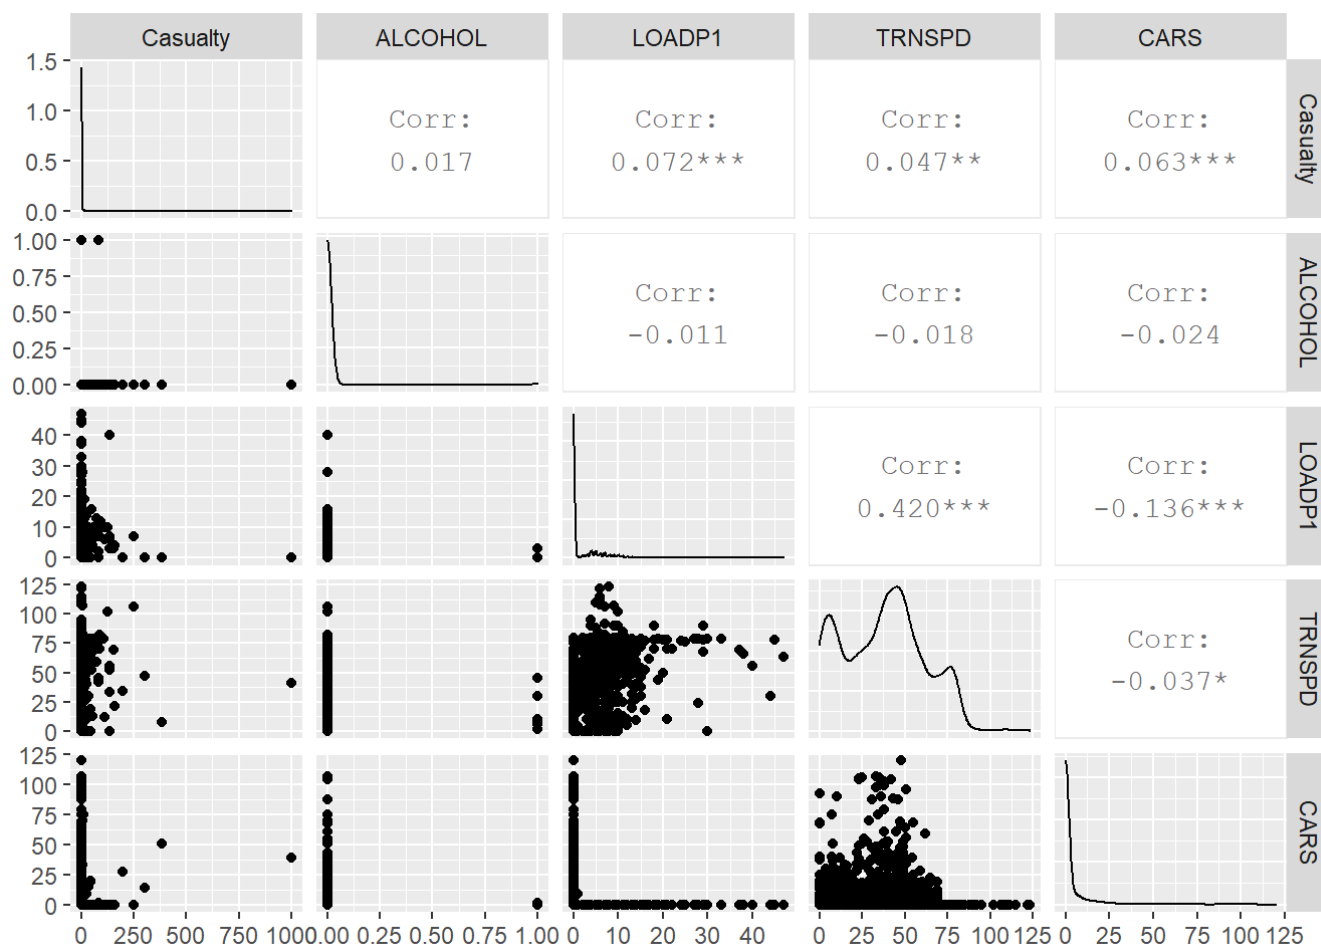 Casualty ALCOHOL LOADP1 TRNSPD CARS
1.5
1.0
0.5
0.0
Corr:
0.017
Corr:
0.072***
Corr:
0.047**
Corr:
0.063***
Casualty
1.00
0.75
0.50
0.25
0.00
Corr:
-0.011
Corr:
-0.018
Corr:
-0.024
ALCOHOL
40
30
20
10
0
Corr:
0.420***
Corr:
-0.136***
LOADP1
125
100
75
50
25
0
Corr:
-0.037*
TRNSPD
125
100
75
50
25
0
CARS
0 250 500 750 1000
0.00 0.25 0.50 0.75 1.00
0 10 20 30 40
0 25 50 75 100 125
0 25 50 75 100 125